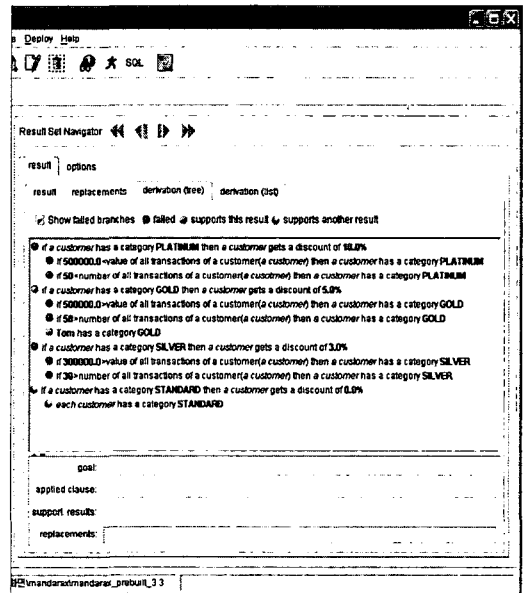 s Deploy Help
SQL
Result Set Navigator
result options
result replacements derivation (tree) derivation (list)
Show failed branches failed supports this result supports another result
if a customer has a category PLATINUM then a customer gets a discount of 10.0%
if 500000.0<value of all transactions of a customer(a customer) then a customer has a category PLATINUM
if 50<number of all transactions of a customer(a cusotmer) then a customer has a category PLATINUM
if a customer has a category GOLD then a customer gets a discount of 5.0%
if 500000.0>value of all transactions of a customer(a customer) then a customer has a category GOLD
if 50>number of all transactions of a customer(a customer) then a customer has a category GOLD
Tom has a category GOLD
if a customer has a category SILVER then a customer gets a discount of 3.0%
if 300000.0>value of all transactions of a customer(a customer) then a customer has a category SILVER
if 30>number of all transactions of a customer(a customer) then a customer has a category SILVER
if a customer has a category STANDARD then a customer gets a discount of 0.0%
each customer has a category STANDARD
goal:
applied clause:
support results:
replacements:
\mandarax\mandarax_prebuilt_3 3